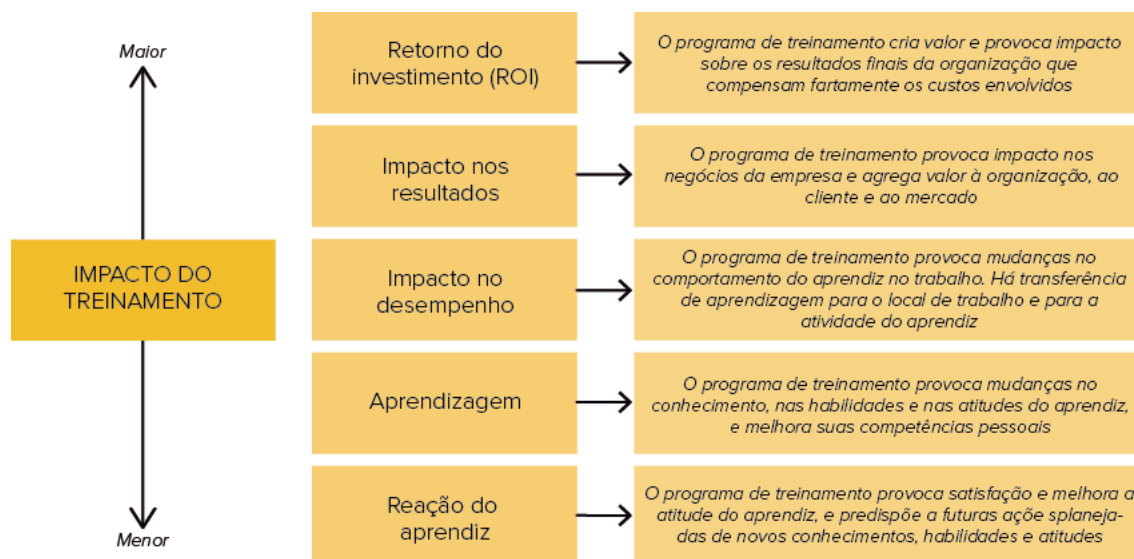 Maior
IMPACTO DO
TREINAMENTO
Menor
Retorno do
investimento (ROI)
O programa de treinamento cria valor e provoca impacto
sobre os resultados finais da organização que
compensam fartamente os custos envolvidos
Impacto nos
resultados
O programa de treinamento provoca impacto nos
negócios da empresa e agrega valor à organização, ao
cliente e ao mercado
Impacto no
desempenho
O programa de treinamento provoca mudanças no
comportamento do aprendiz no trabalho. Há transferência
de aprendizagem para o local de trabalho e para a
atividade do aprendiz
Aprendizagem
O programa de treinamento provoca mudanças no
conhecimento, nas habilidades e nas atitudes do aprendiz,
e melhora suas competências pessoais
Reação do
aprendiz
O programa de treinamento provoca satisfação e melhora a
atitude do aprendiz, e predispõe a futuras açõe splaneja-
das de novos conhecimentos, habilidades e atitudes